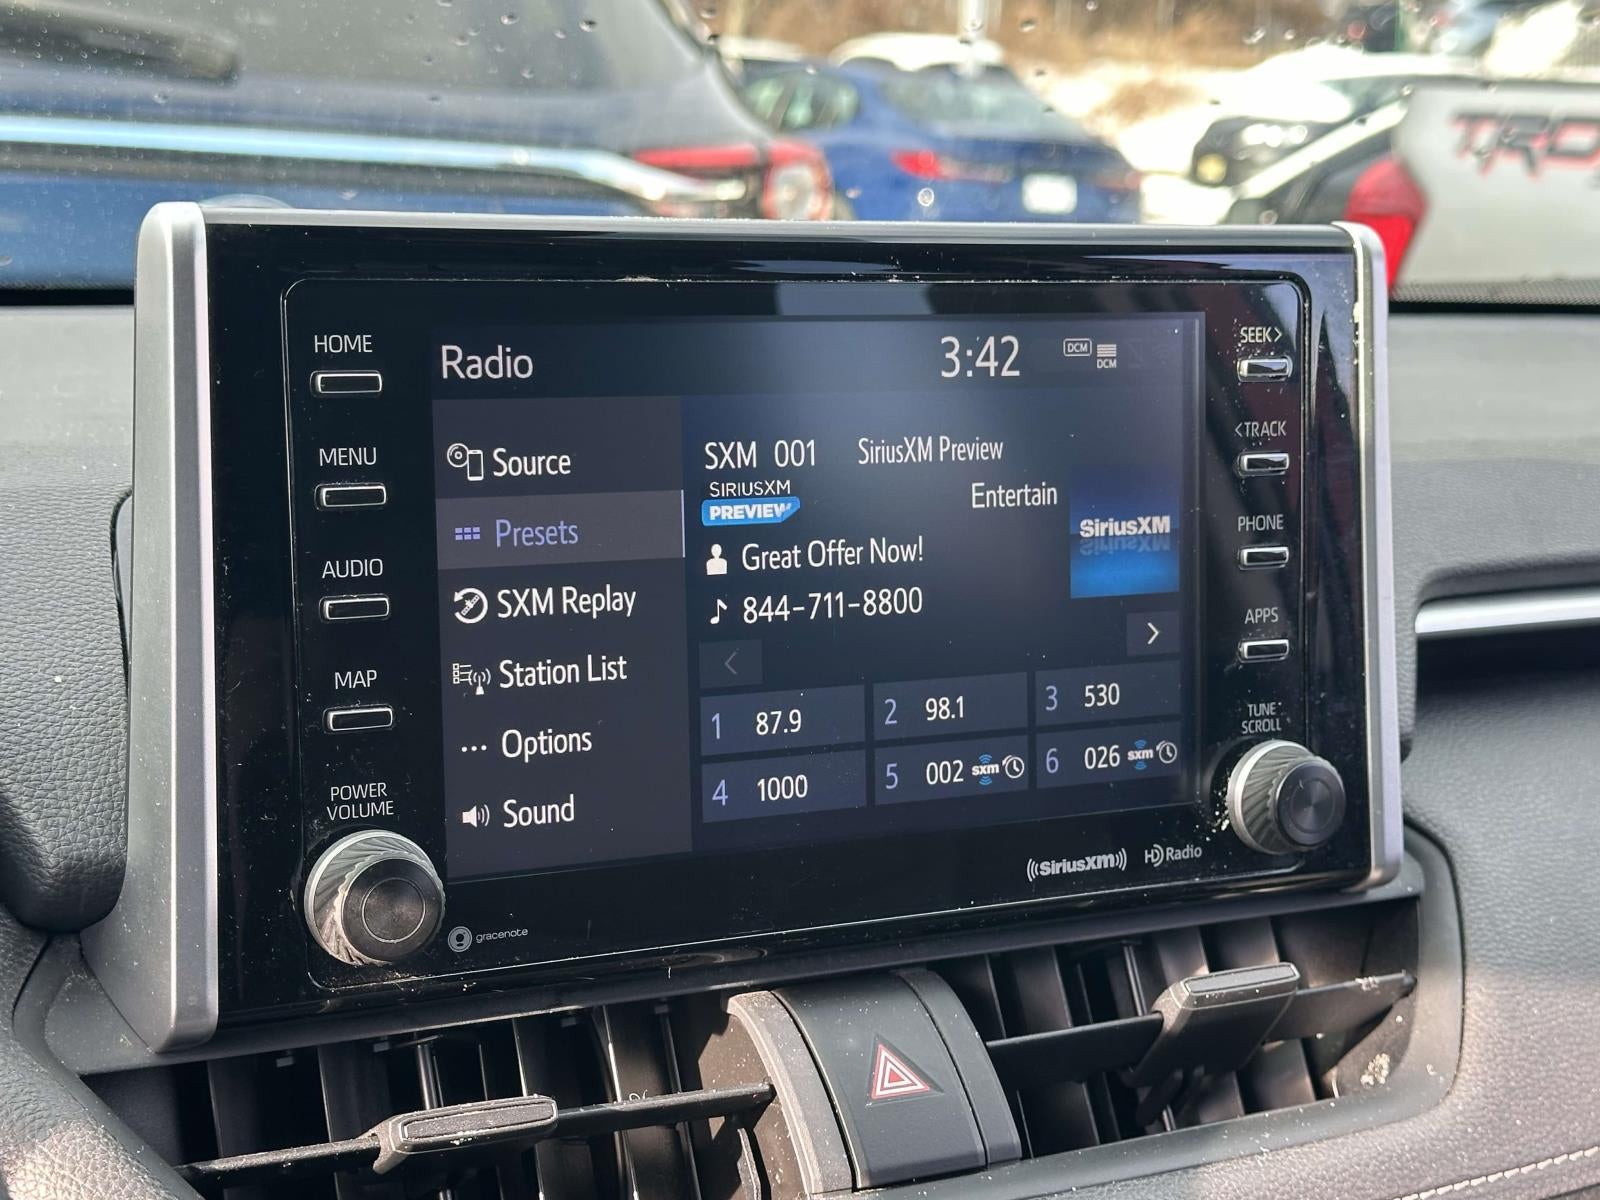 TRD
HOME
MENU
AUDIO
MAP
POWER
VOLUME
Radio
3:42
DCM
DCM
Source
Presets
SXM Replay
Station List
Options
Sound
SXM 001 SiriusXM Preview
SIRIUSXM
PREVIEW
Entertain
SiriusXM
Great Offer Now!
844-711-8800
<
>
1 87.9
2 98.1
3 530
4 1000
5 002 sxm
6 026 sxm
SEEK>
<TRACK
PHONE
APPS
TUNE
SCROLL
SiriusXM
HD Radio
gracenote